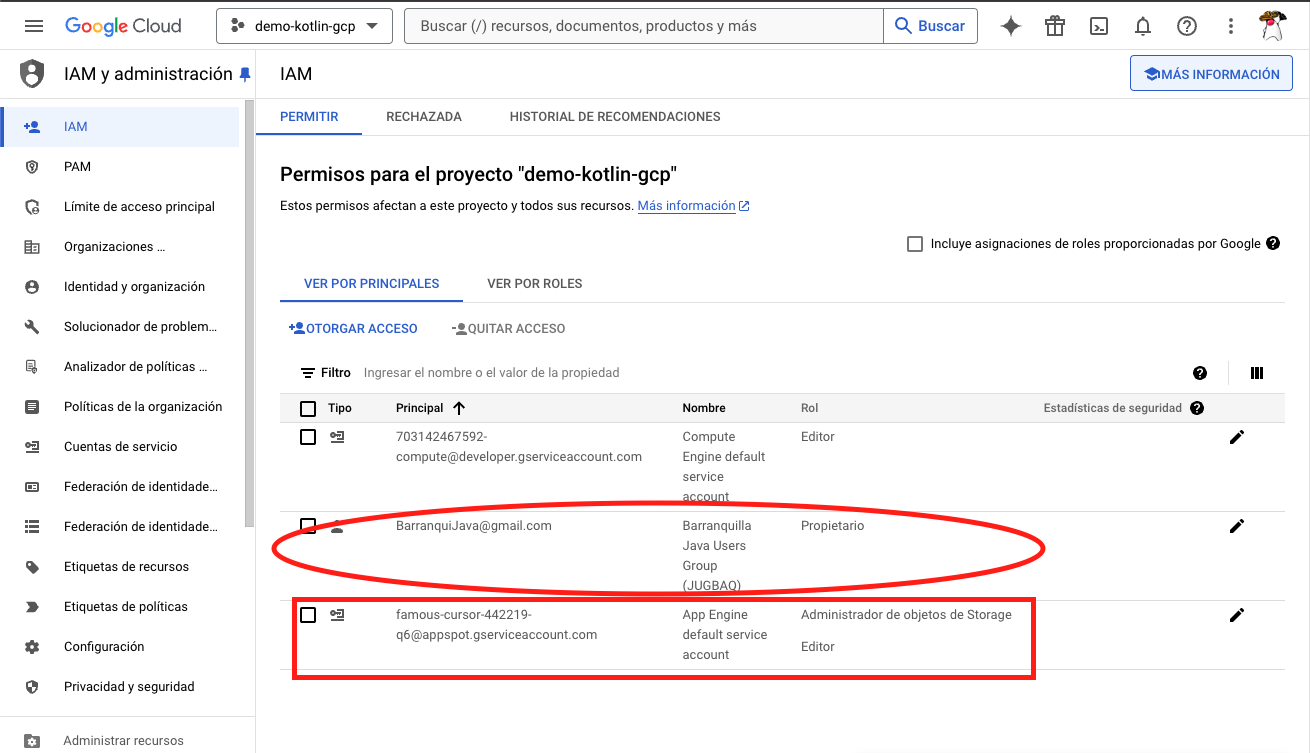 Google Cloud
demo-kotlin-gcp
Buscar (/) recursos, documentos, productos y más
Buscar
IAM y administración
IAM
MÁS INFORMACIÓN
IAM
PAM
Límite de acceso principal
Organizaciones ...
Identidad y organización
Solucionador de problem...
Analizador de políticas ...
Políticas de la organización
Cuentas de servicio
Federación de identidade...
Federación de identidade...
Etiquetas de recursos
Etiquetas de políticas
Configuración
Privacidad y seguridad
Administrar recursos
PERMITIR
RECHAZADA
HISTORIAL DE RECOMENDACIONES
Permisos para el proyecto "demo-kotlin-gcp"
Estos permisos afectan a este proyecto y todos sus recursos. Más información
Incluye asignaciones de roles proporcionadas por Google
VER POR PRINCIPALES
VER POR ROLES
OTORGAR ACCESO
QUITAR ACCESO
Filtro
Ingresar el nombre o el valor de la propiedad
Tipo
Principal
Nombre
Rol
Estadísticas de seguridad
703142467592-
compute@developer.gserviceaccount.com
Compute
Engine default
service
account
Editor
BarranquiJava@gmail.com
Barranquilla
Java Users
Group
(JUGBAQ)
Propietario
famous-cursor-442219-
q6@appspot.gserviceaccount.com
App Engine
default service
account
Administrador de objetos de Storage
Editor